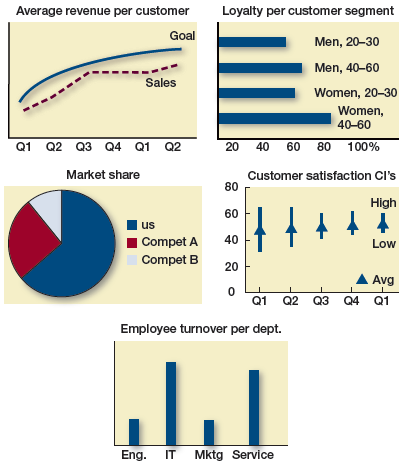 Average revenue per customer
Goal
Sales
Q1 Q2 Q3 Q4 Q1 Q2
Loyalty per customer segment
Men, 20–30
Men, 40–60
Women, 20–30
Women,
40–60
20 40 60 80 100%
Market share
us
Compet A
Compet B
Customer satisfaction CI's
80
60
40
20
0
High
Low
Avg
Q1 Q2 Q3 Q4 Q1
Employee turnover per dept.
Eng. IT Mktg Service